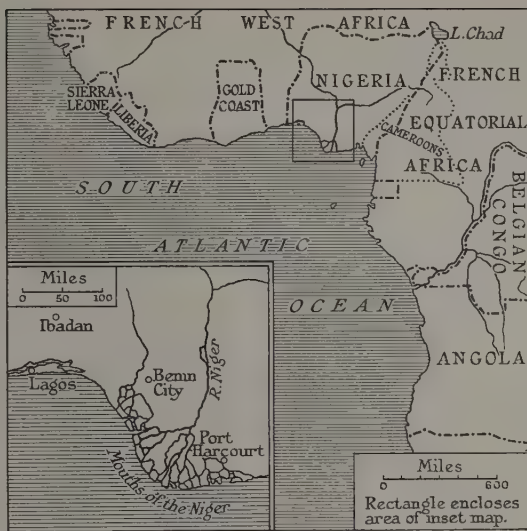 FRENCH WEST AFRICA
L. Chad
NIGERIA
FRENCH
SIERRA
LEONE
LIBERIA
GOLD
COAST
CAMEROONS
EQUATORIAL
AFRICA
BELGIAN
CONGO
SOUTH
ATLANTIC
OCEAN
ANGOLA
Miles
0 50 100
Ibadan
Lagos
Benin
City
R. Niger
Port
Harcourt
Mouths of the Niger
Miles
0 600
Rectangle encloses
area of inset map.